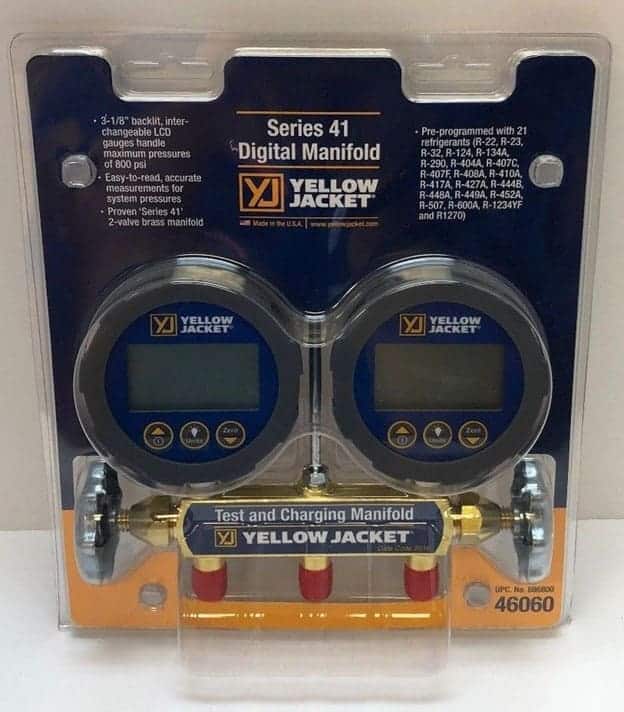 • 3-1/8" backlit, inter-
changeable LCD
gauges handle
maximum pressures
of 800 psi
• Easy-to-read, accurate
measurements for
system pressures
• Proven 'Series 41'
2-valve brass manifold
Series 41
Digital Manifold
YJ YELLOW
JACKET®
Made in the U.S.A. | www.yellowjacket.com
• Pre-programmed with 21
refrigerants (R-22, R-23,
R-32, R-124, R-134A,
R-290, R-404A, R-407C,
R-407F, R-408A, R-410A,
R-417A, R-427A, R-444B,
R-448A, R-449A, R-452A,
R-507, R-600A, R-1234YF
and R1270)
YJ YELLOW
JACKET®
Units
Zero
YJ YELLOW
JACKET®
Units
Zero
Test and Charging Manifold
YJ YELLOW JACKET
Date Code
UPC. No.
46060